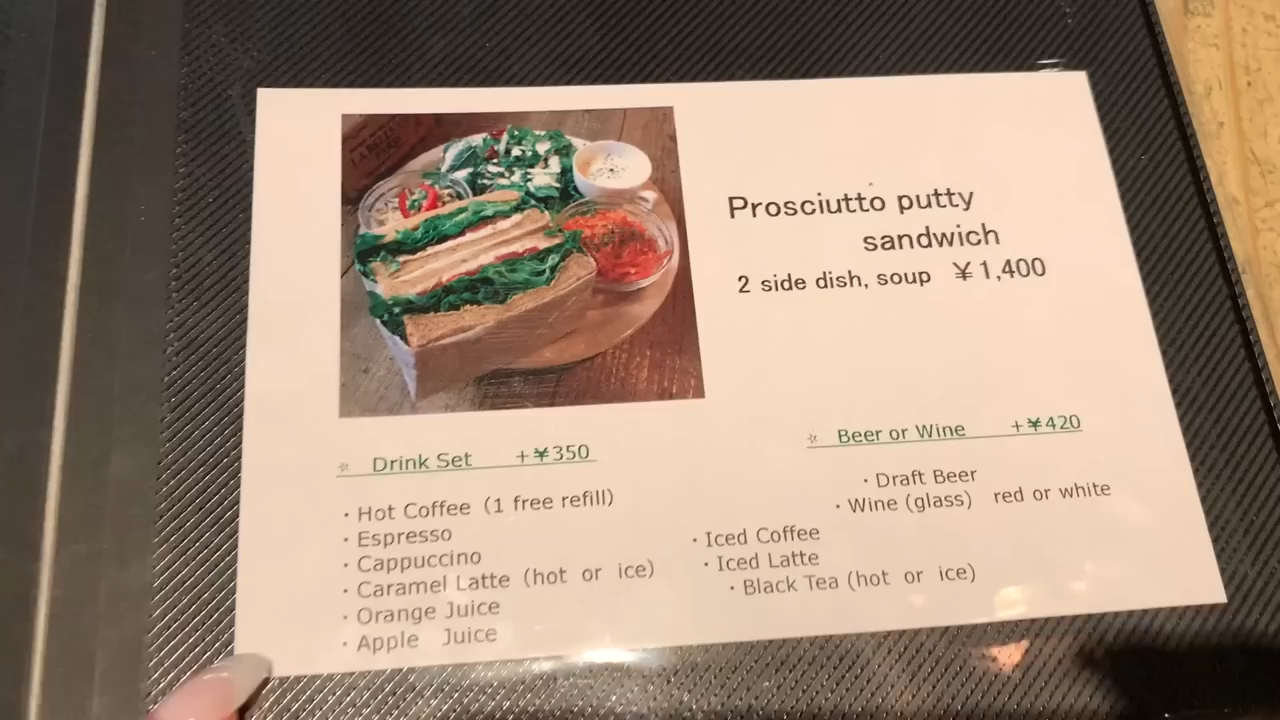 Prosciutto putty
sandwich
2 side dish, soup ¥1,400
☆ Drink Set +¥350
・Hot Coffee (1 free refill)
・Espresso
・Cappuccino
・Caramel Latte (hot or ice)
・Orange Juice
・Apple Juice
・Iced Coffee
・Iced Latte
・Black Tea (hot or ice)
☆ Beer or Wine +¥420
・Draft Beer
・Wine (glass) red or white